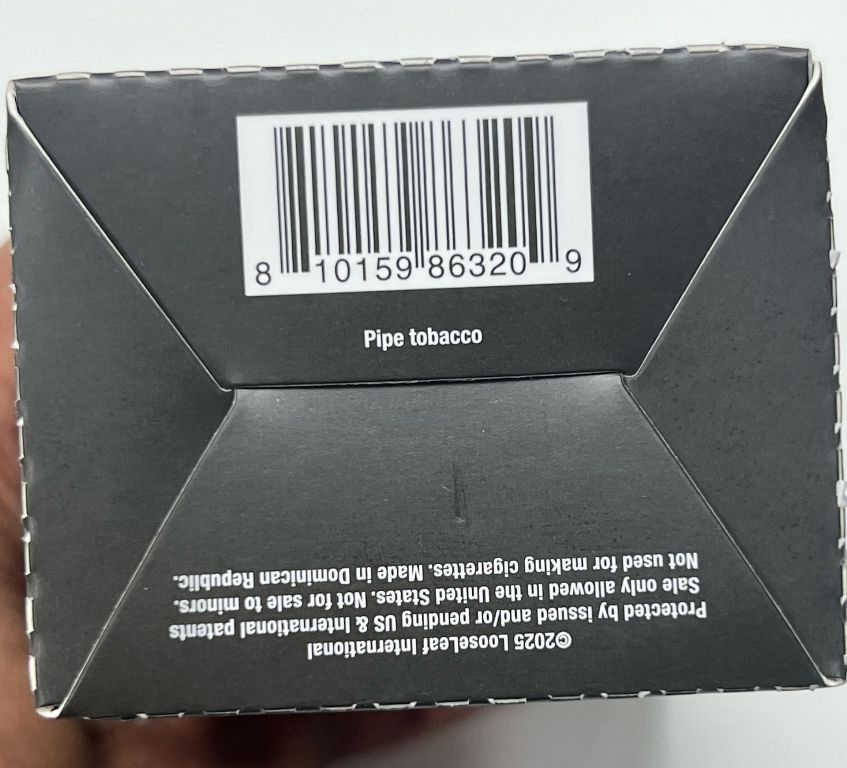 8 10159 86320 9
Pipe tobacco
©2025 LooseLeaf International
Protected by issued and/or pending US & International patents
Sale only allowed in the United States. Not for sale to minors.
Not used for making cigarettes. Made in Dominican Republic.